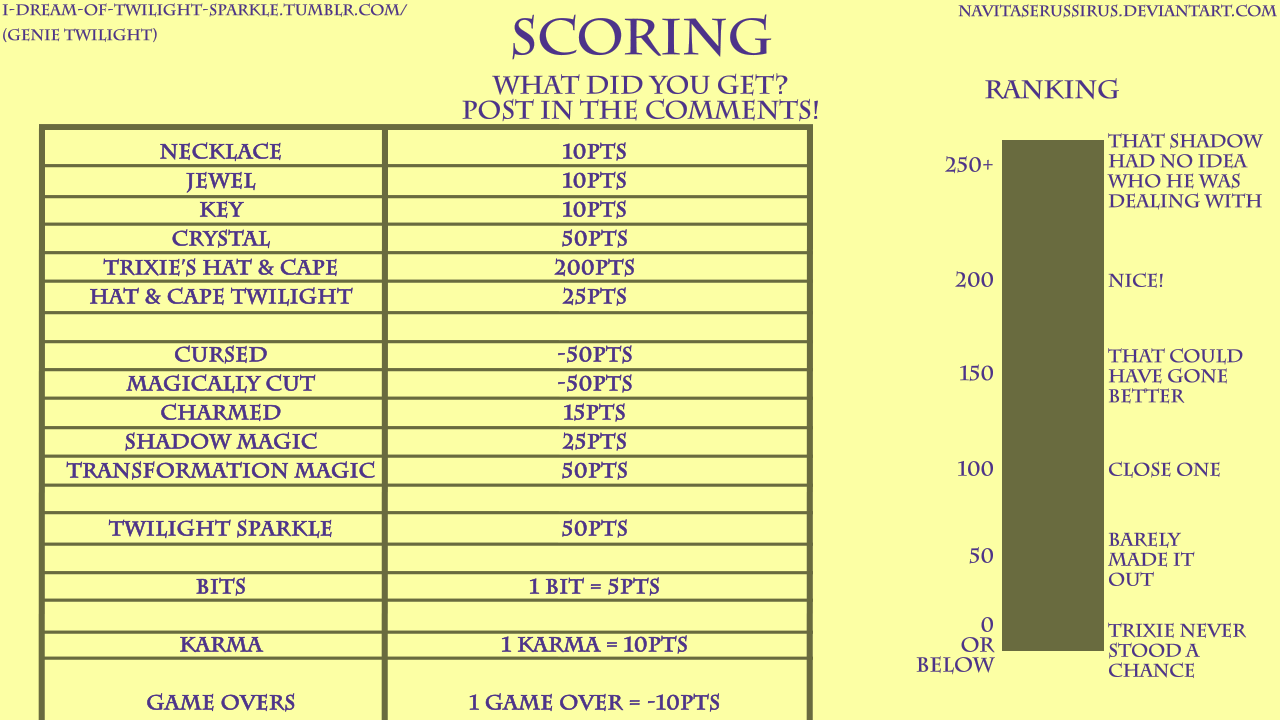 I-DREAM-OF-TWILIGHT-SPARKLE.TUMBLR.COM/
(GENIE TWILIGHT)
NAVITASERUSSIRUS.DEVIANTART.COM
SCORING
WHAT DID YOU GET?
POST IN THE COMMENTS!
NECKLACE 10PTS
JEWEL 10PTS
KEY 10PTS
CRYSTAL 50PTS
TRIXIE'S HAT & CAPE 200PTS
HAT & CAPE TWILIGHT 25PTS
CURSED -50PTS
MAGICALLY CUT -50PTS
CHARMED 15PTS
SHADOW MAGIC 25PTS
TRANSFORMATION MAGIC 50PTS
TWILIGHT SPARKLE 50PTS
BITS 1 BIT = 5PTS
KARMA 1 KARMA = 10PTS
GAME OVERS 1 GAME OVER = -10PTS
RANKING
250+
THAT SHADOW
HAD NO IDEA
WHO HE WAS
DEALING WITH
200 NICE!
150
THAT COULD
HAVE GONE
BETTER
100 CLOSE ONE
50
BARELY
MADE IT
OUT
0
OR
BELOW
TRIXIE NEVER
STOOD A
CHANCE